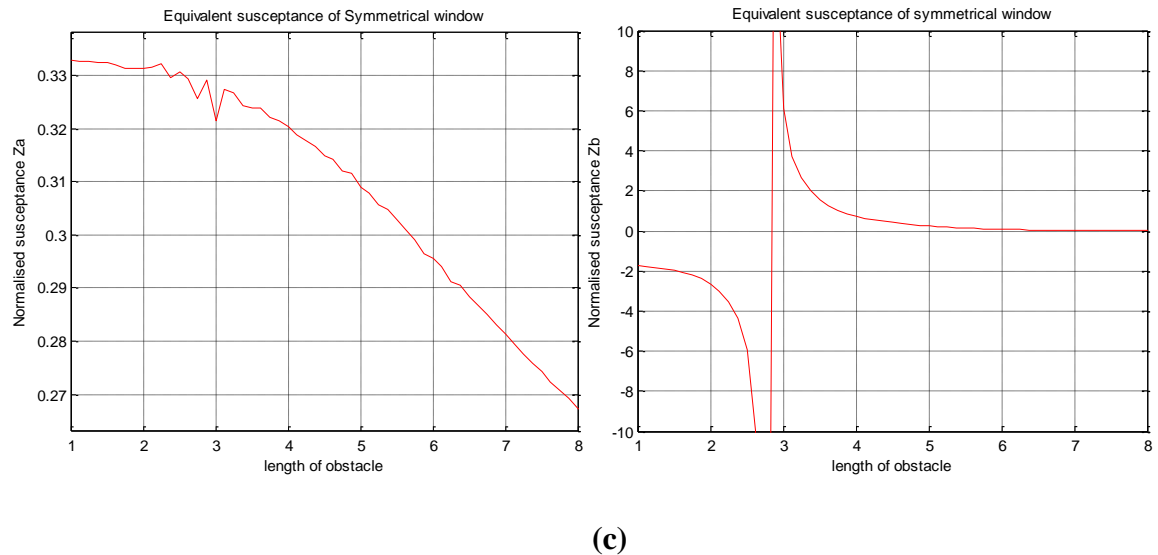 Equivalent susceptance of Symmetrical window
Normalised susceptance Za
0.33
0.32
0.31
0.3
0.29
0.28
0.27
1 2 3 4 5 6 7 8
length of obstacle
Equivalent susceptance of symmetrical window
Normalised susceptance Zb
10
8
6
4
2
0
-2
-4
-6
-8
-10
1 2 3 4 5 6 7 8
length of obstacle
(c)